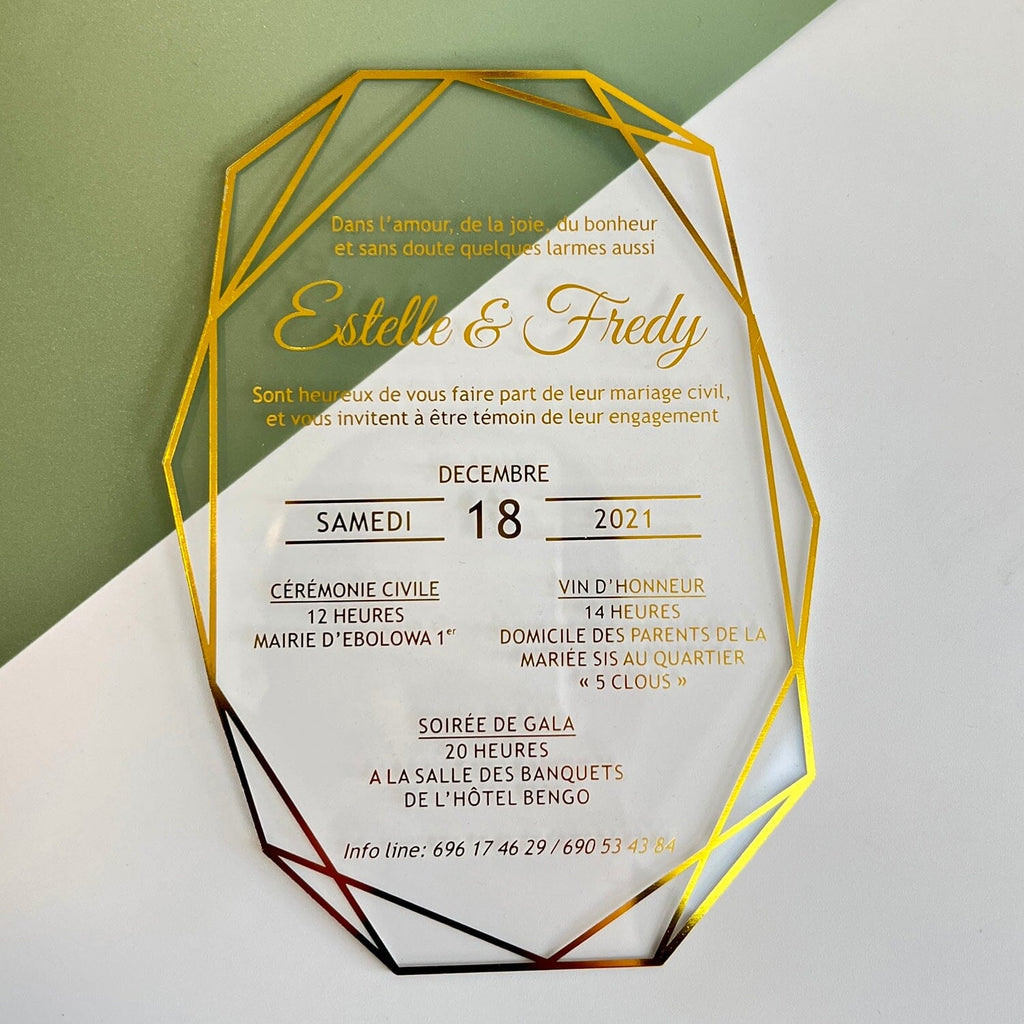 Dans l'amour, de la joie, du bonheur
et sans doute quelques larmes aussi
Estelle & Fredy
Sont heureux de vous faire part de leur mariage civil,
et vous invitent à être témoin de leur engagement
DECEMBRE
SAMEDI 18 2021
CÉRÉMONIE CIVILE
12 HEURES
MAIRIE D'EBOLOWA 1er
VIN D'HONNEUR
14 HEURES
DOMICILE DES PARENTS DE LA
MARIÉE SIS AU QUARTIER
« 5 CLOUS »
SOIRÉE DE GALA
20 HEURES
A LA SALLE DES BANQUETS
DE L'HÔTEL BENGO
Info line: 696 17 46 29 / 690 53 43 84